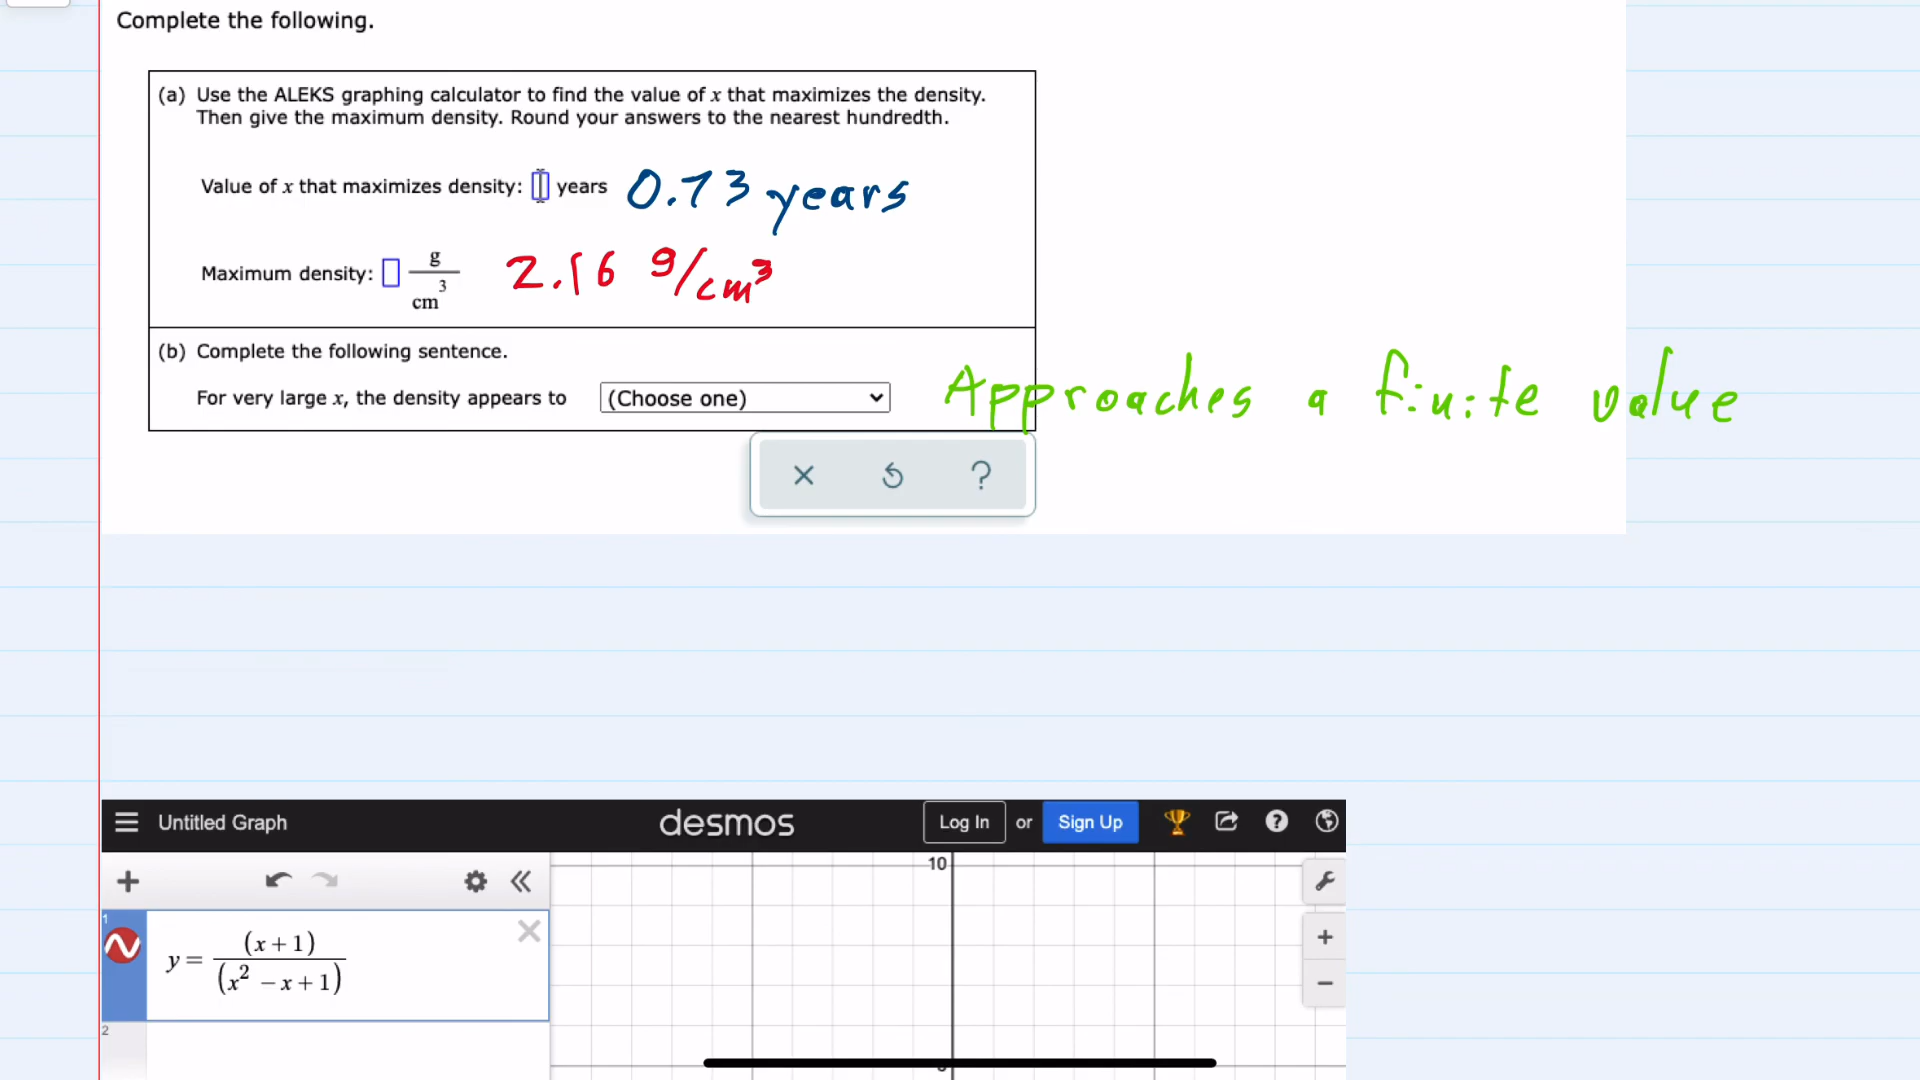 Complete the following.
(a) Use the ALEKS graphing calculator to find the value of x that maximizes the density.
Then give the maximum density. Round your answers to the nearest hundredth.
Value of x that maximizes density: years 0.73 years
Maximum density: g/cm³ 2.16 g/cm³
(b) Complete the following sentence.
For very large x, the density appears to (Choose one) Approaches a finite value
× ?
Untitled Graph desmos Log In or Sign Up
10
1
y = (x + 1)/(x² − x + 1)
2